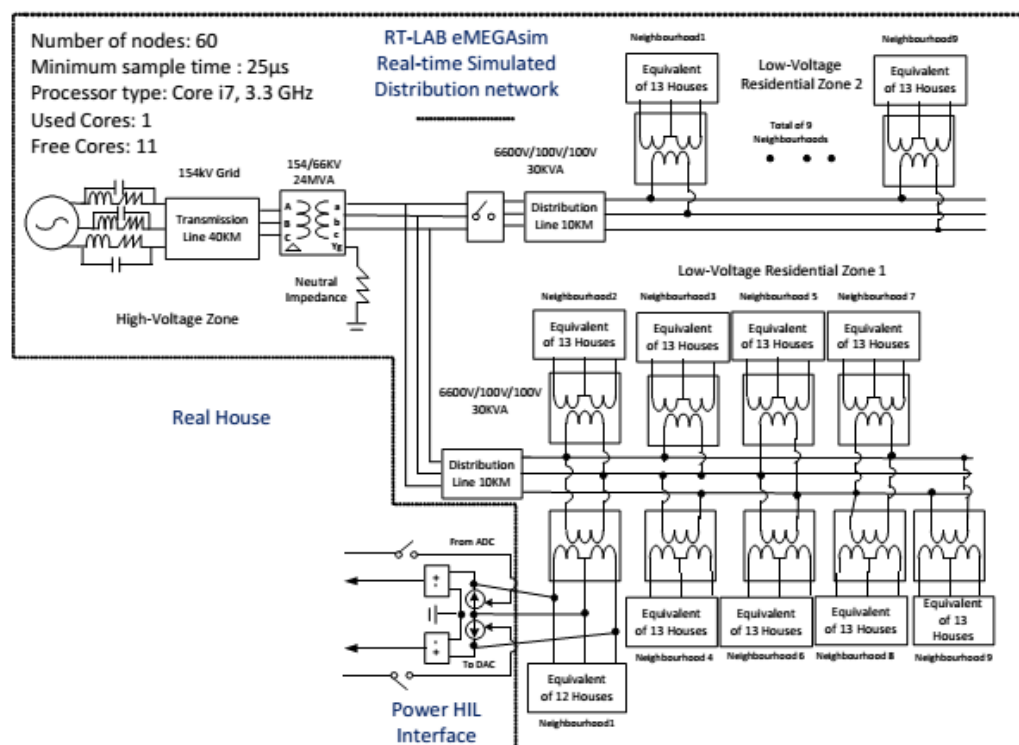 Number of nodes: 60
Minimum sample time : 25µs
Processor type: Core i7, 3.3 GHz
Used Cores: 1
Free Cores: 11
RT-LAB eMEGAsim
Real-time Simulated
Distribution network
Neighbourhood1
Equivalent
of 13 Houses
Low-Voltage
Residential Zone 2
Total of 9
Neighbourhoods
Neighbourhood9
Equivalent
of 13 Houses
154kV Grid
Transmission
Line 40KM
154/66KV
24MVA
A
B
C
a
b
c
Yg
Neutral
Impedance
6600V/100V/100V
30KVA
Distribution
Line 10KM
High-Voltage Zone
Low-Voltage Residential Zone 1
Neighbourhood2
Equivalent
of 13 Houses
Neighbourhood3
Equivalent
of 13 Houses
Neighbourhood 5
Equivalent
of 13 Houses
Neighbourhood 7
Equivalent
of 13 Houses
Real House
6600V/100V/100V
30KVA
Distribution
Line 10KM
From ADC
+
-
-
+
To DAC
Power HIL
Interface
Equivalent
of 12 Houses
Neighbourhood1
Equivalent
of 13 Houses
Neighbourhood 4
Equivalent
of 13 Houses
Neighbourhood 6
Equivalent
of 13 Houses
Neighbourhood 8
Equivalent
of 13
Houses
Neighbourhood 9